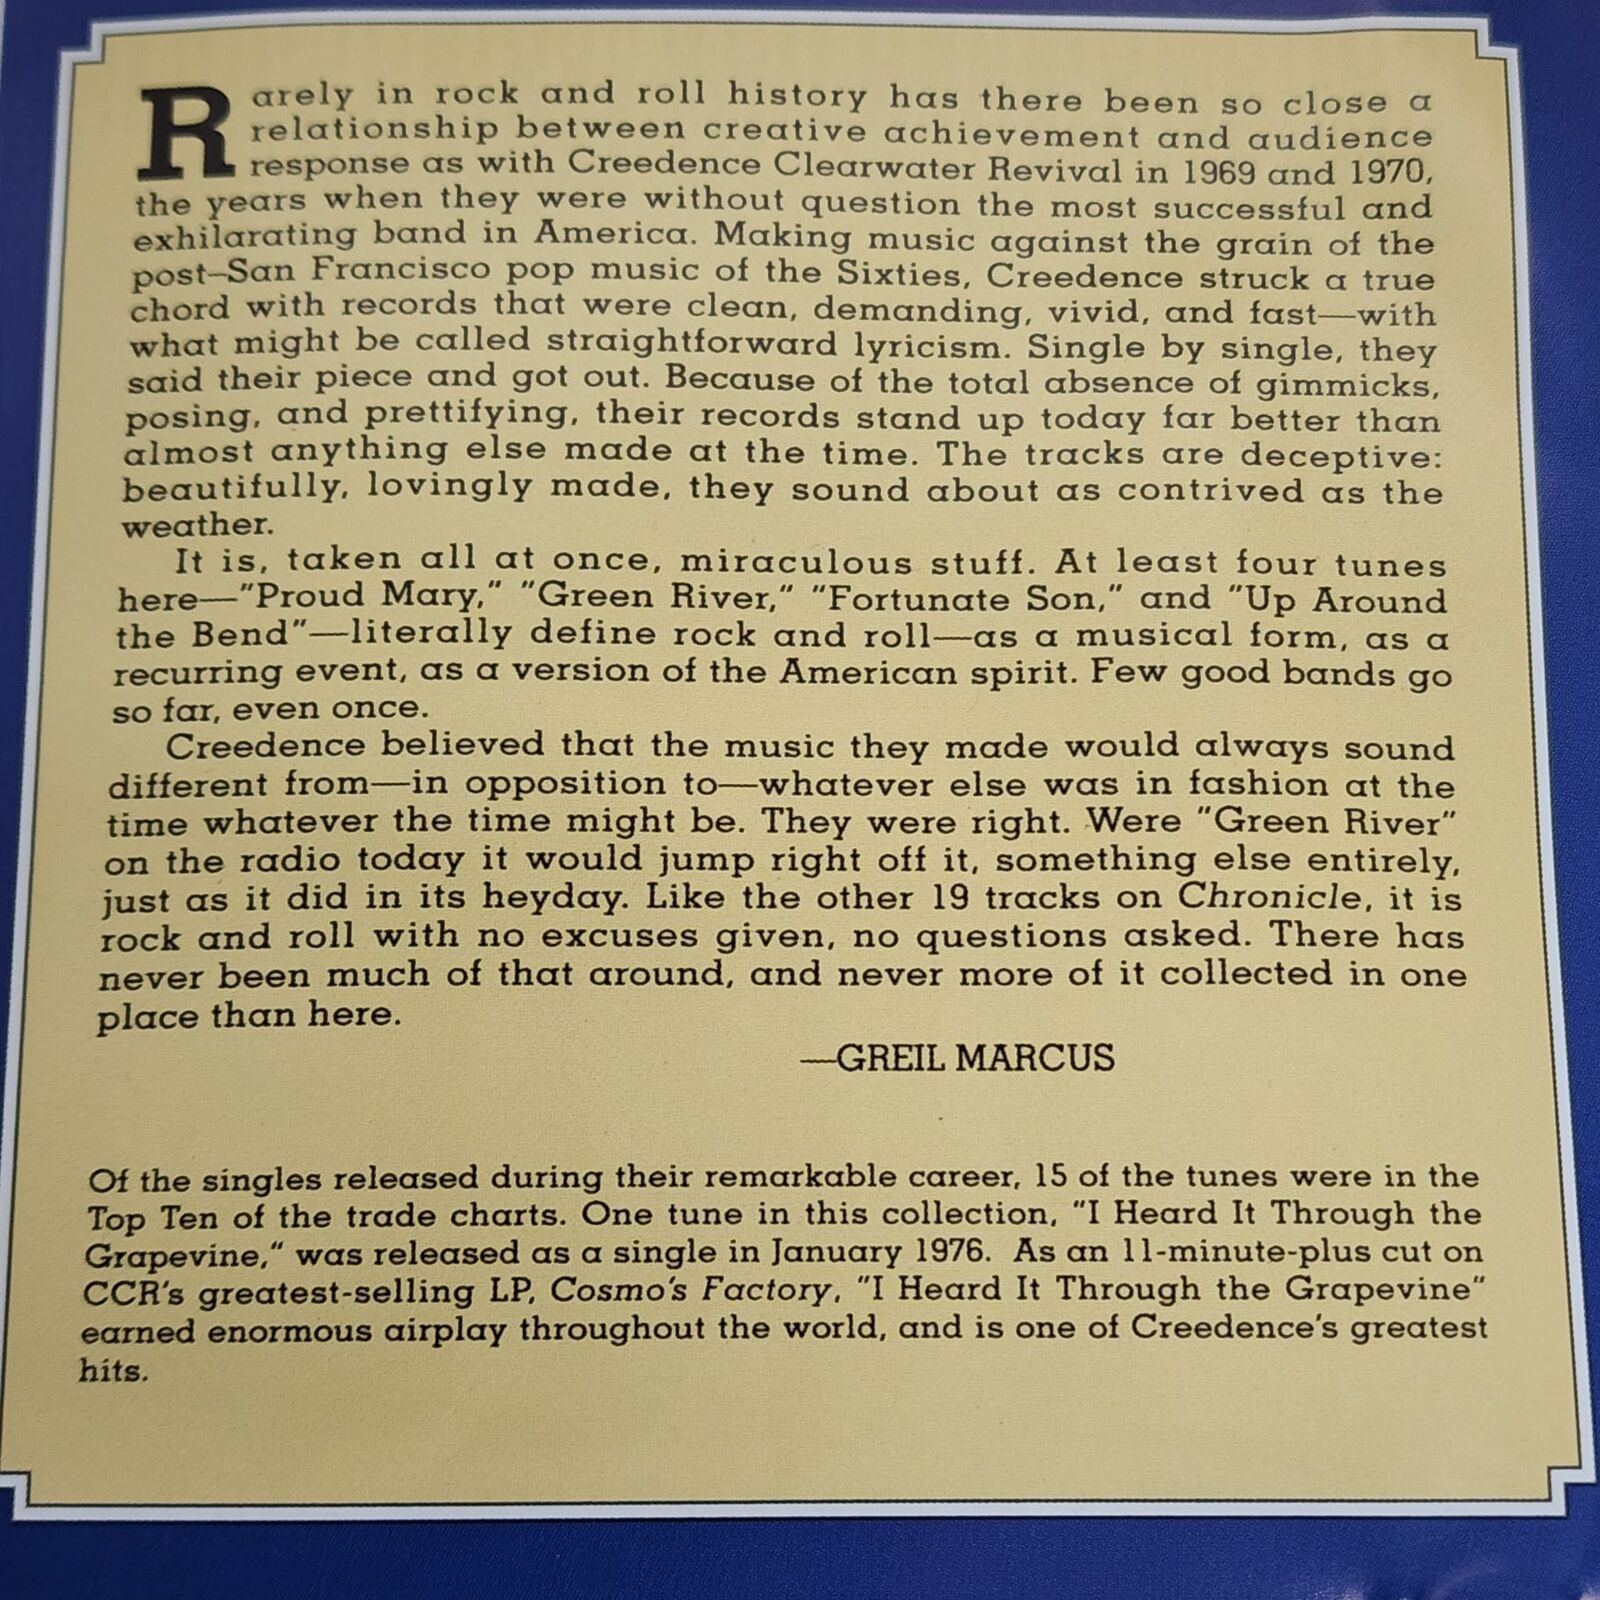 Rarely in rock and roll history has there been so close a
relationship between creative achievement and audience
response as with Creedence Clearwater Revival in 1969 and 1970,
the years when they were without question the most successful and
exhilarating band in America. Making music against the grain of the
post–San Francisco pop music of the Sixties, Creedence struck a true
chord with records that were clean, demanding, vivid, and fast—with
what might be called straightforward lyricism. Single by single, they
said their piece and got out. Because of the total absence of gimmicks,
posing, and prettifying, their records stand up today far better than
almost anything else made at the time. The tracks are deceptive:
beautifully, lovingly made, they sound about as contrived as the
weather.
It is, taken all at once, miraculous stuff. At least four tunes
here—"Proud Mary," "Green River," "Fortunate Son," and "Up Around
the Bend"—literally define rock and roll—as a musical form, as a
recurring event, as a version of the American spirit. Few good bands go
so far, even once.
Creedence believed that the music they made would always sound
different from—in opposition to—whatever else was in fashion at the
time whatever the time might be. They were right. Were "Green River"
on the radio today it would jump right off it, something else entirely,
just as it did in its heyday. Like the other 19 tracks on Chronicle, it is
rock and roll with no excuses given, no questions asked. There has
never been much of that around, and never more of it collected in one
place than here.
—GREIL MARCUS
Of the singles released during their remarkable career, 15 of the tunes were in the
Top Ten of the trade charts. One tune in this collection, "I Heard It Through the
Grapevine," was released as a single in January 1976. As an 11-minute-plus cut on
CCR's greatest-selling LP, Cosmo's Factory, "I Heard It Through the Grapevine"
earned enormous airplay throughout the world, and is one of Creedence's greatest
hits.